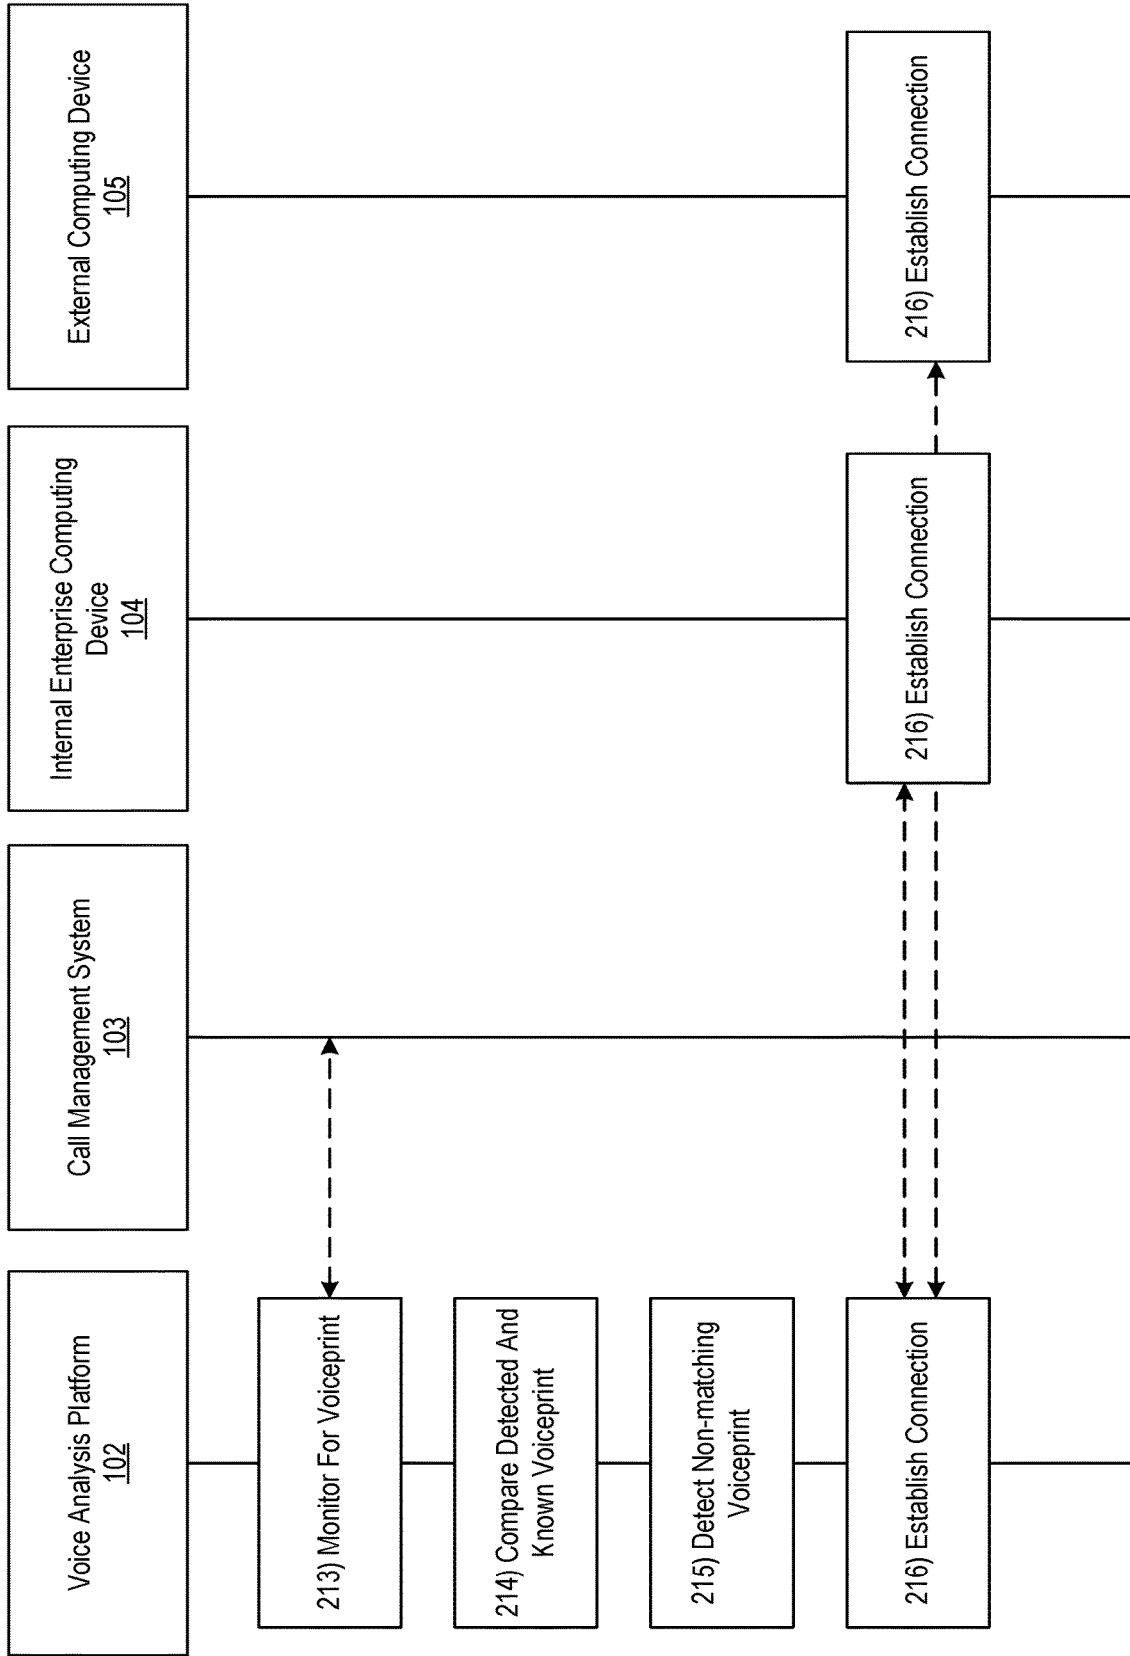 Voice Analysis Platform
102
Call Management System
103
Internal Enterprise Computing
Device
104
External Computing Device
105
213) Monitor For Voiceprint
214) Compare Detected And
Known Voiceprint
215) Detect Non-matching
Voiceprint
216) Establish Connection
216) Establish Connection
216) Establish Connection